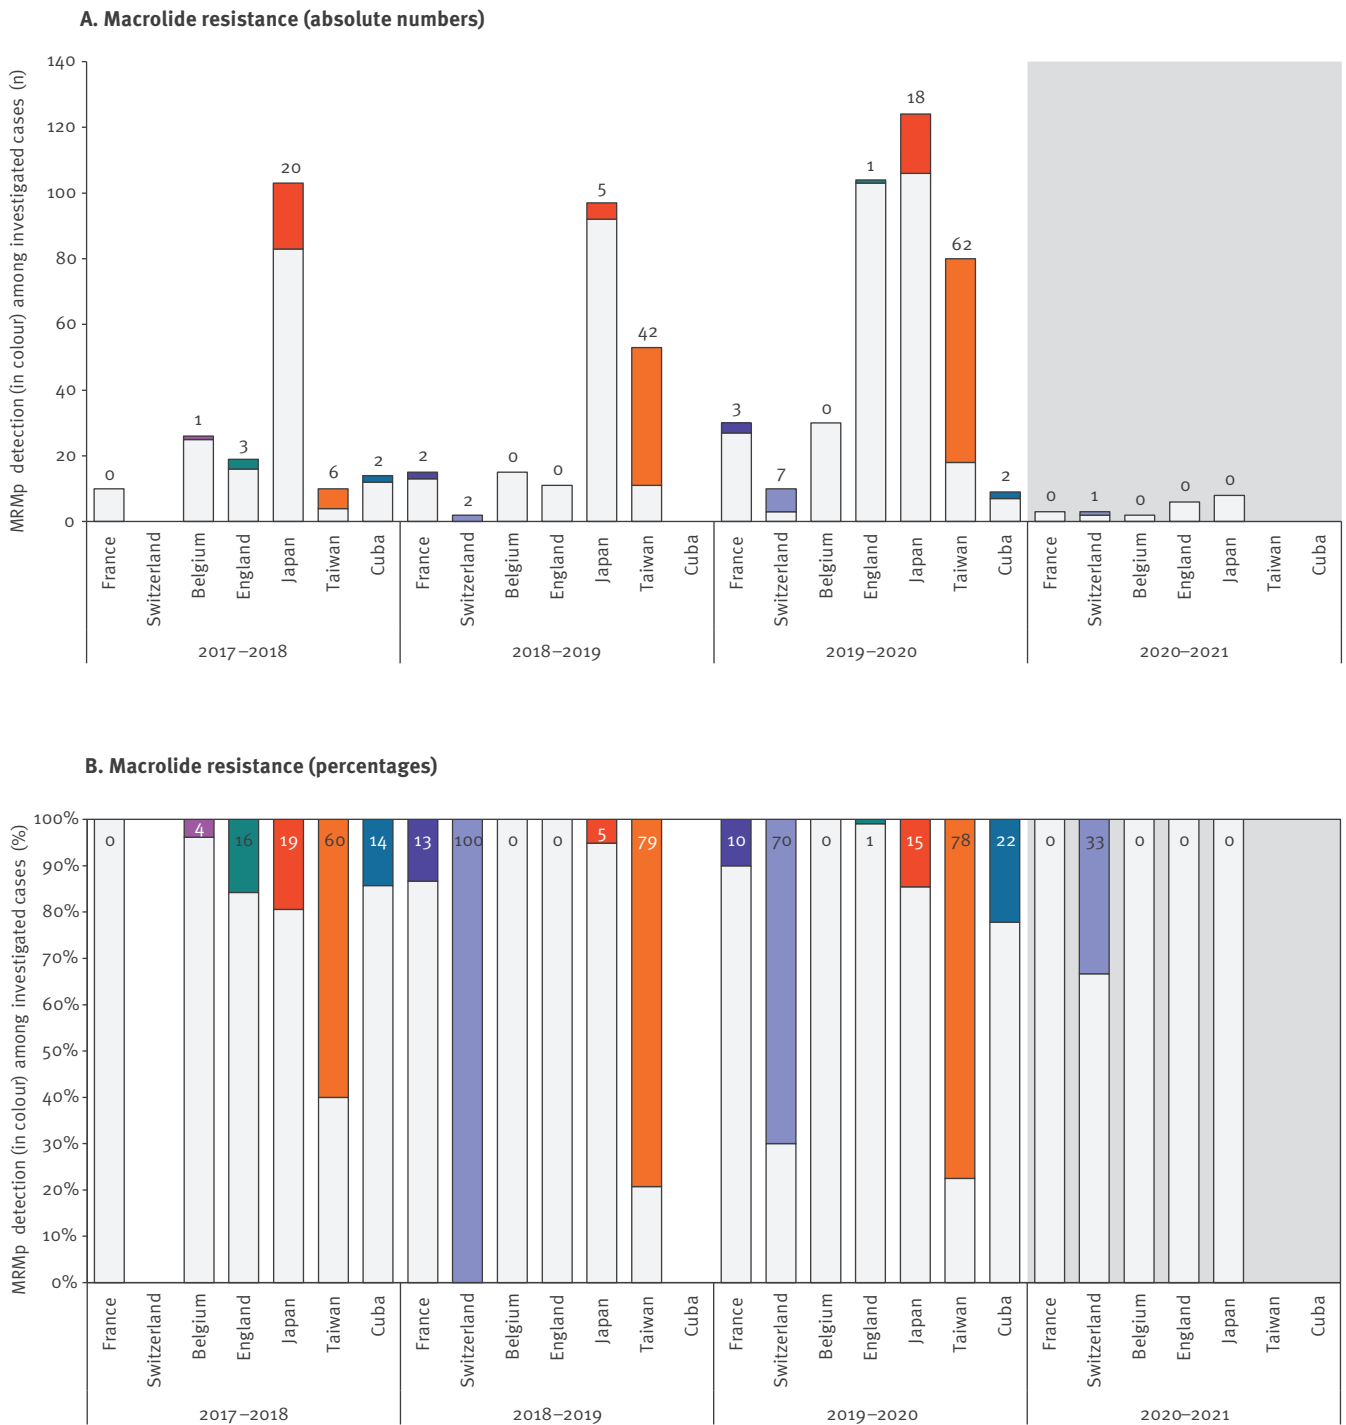 A. Macrolide resistance (absolute numbers)
MRMp detection (in colour) among investigated cases (n)
140
120
100
80
60
40
20
0
0
1
3
20
6
2
2
2
0
0
5
42
3
7
0
1
18
62
2
0
1
0
0
0
France
Switzerland
Belgium
England
Japan
Taiwan
Cuba
France
Switzerland
Belgium
England
Japan
Taiwan
Cuba
France
Switzerland
Belgium
England
Japan
Taiwan
Cuba
France
Switzerland
Belgium
England
Japan
Taiwan
Cuba
2017–2018
2018–2019
2019–2020
2020–2021
B. Macrolide resistance (percentages)
MRMp detection (in colour) among investigated cases (%)
100%
90%
80%
70%
60%
50%
40%
30%
20%
10%
0%
0
4
16
19
60
14
13
100
0
0
5
79
10
70
0
1
15
78
22
0
33
0
0
0
France
Switzerland
Belgium
England
Japan
Taiwan
Cuba
France
Switzerland
Belgium
England
Japan
Taiwan
Cuba
France
Switzerland
Belgium
England
Japan
Taiwan
Cuba
France
Switzerland
Belgium
England
Japan
Taiwan
Cuba
2017–2018
2018–2019
2019–2020
2020–2021